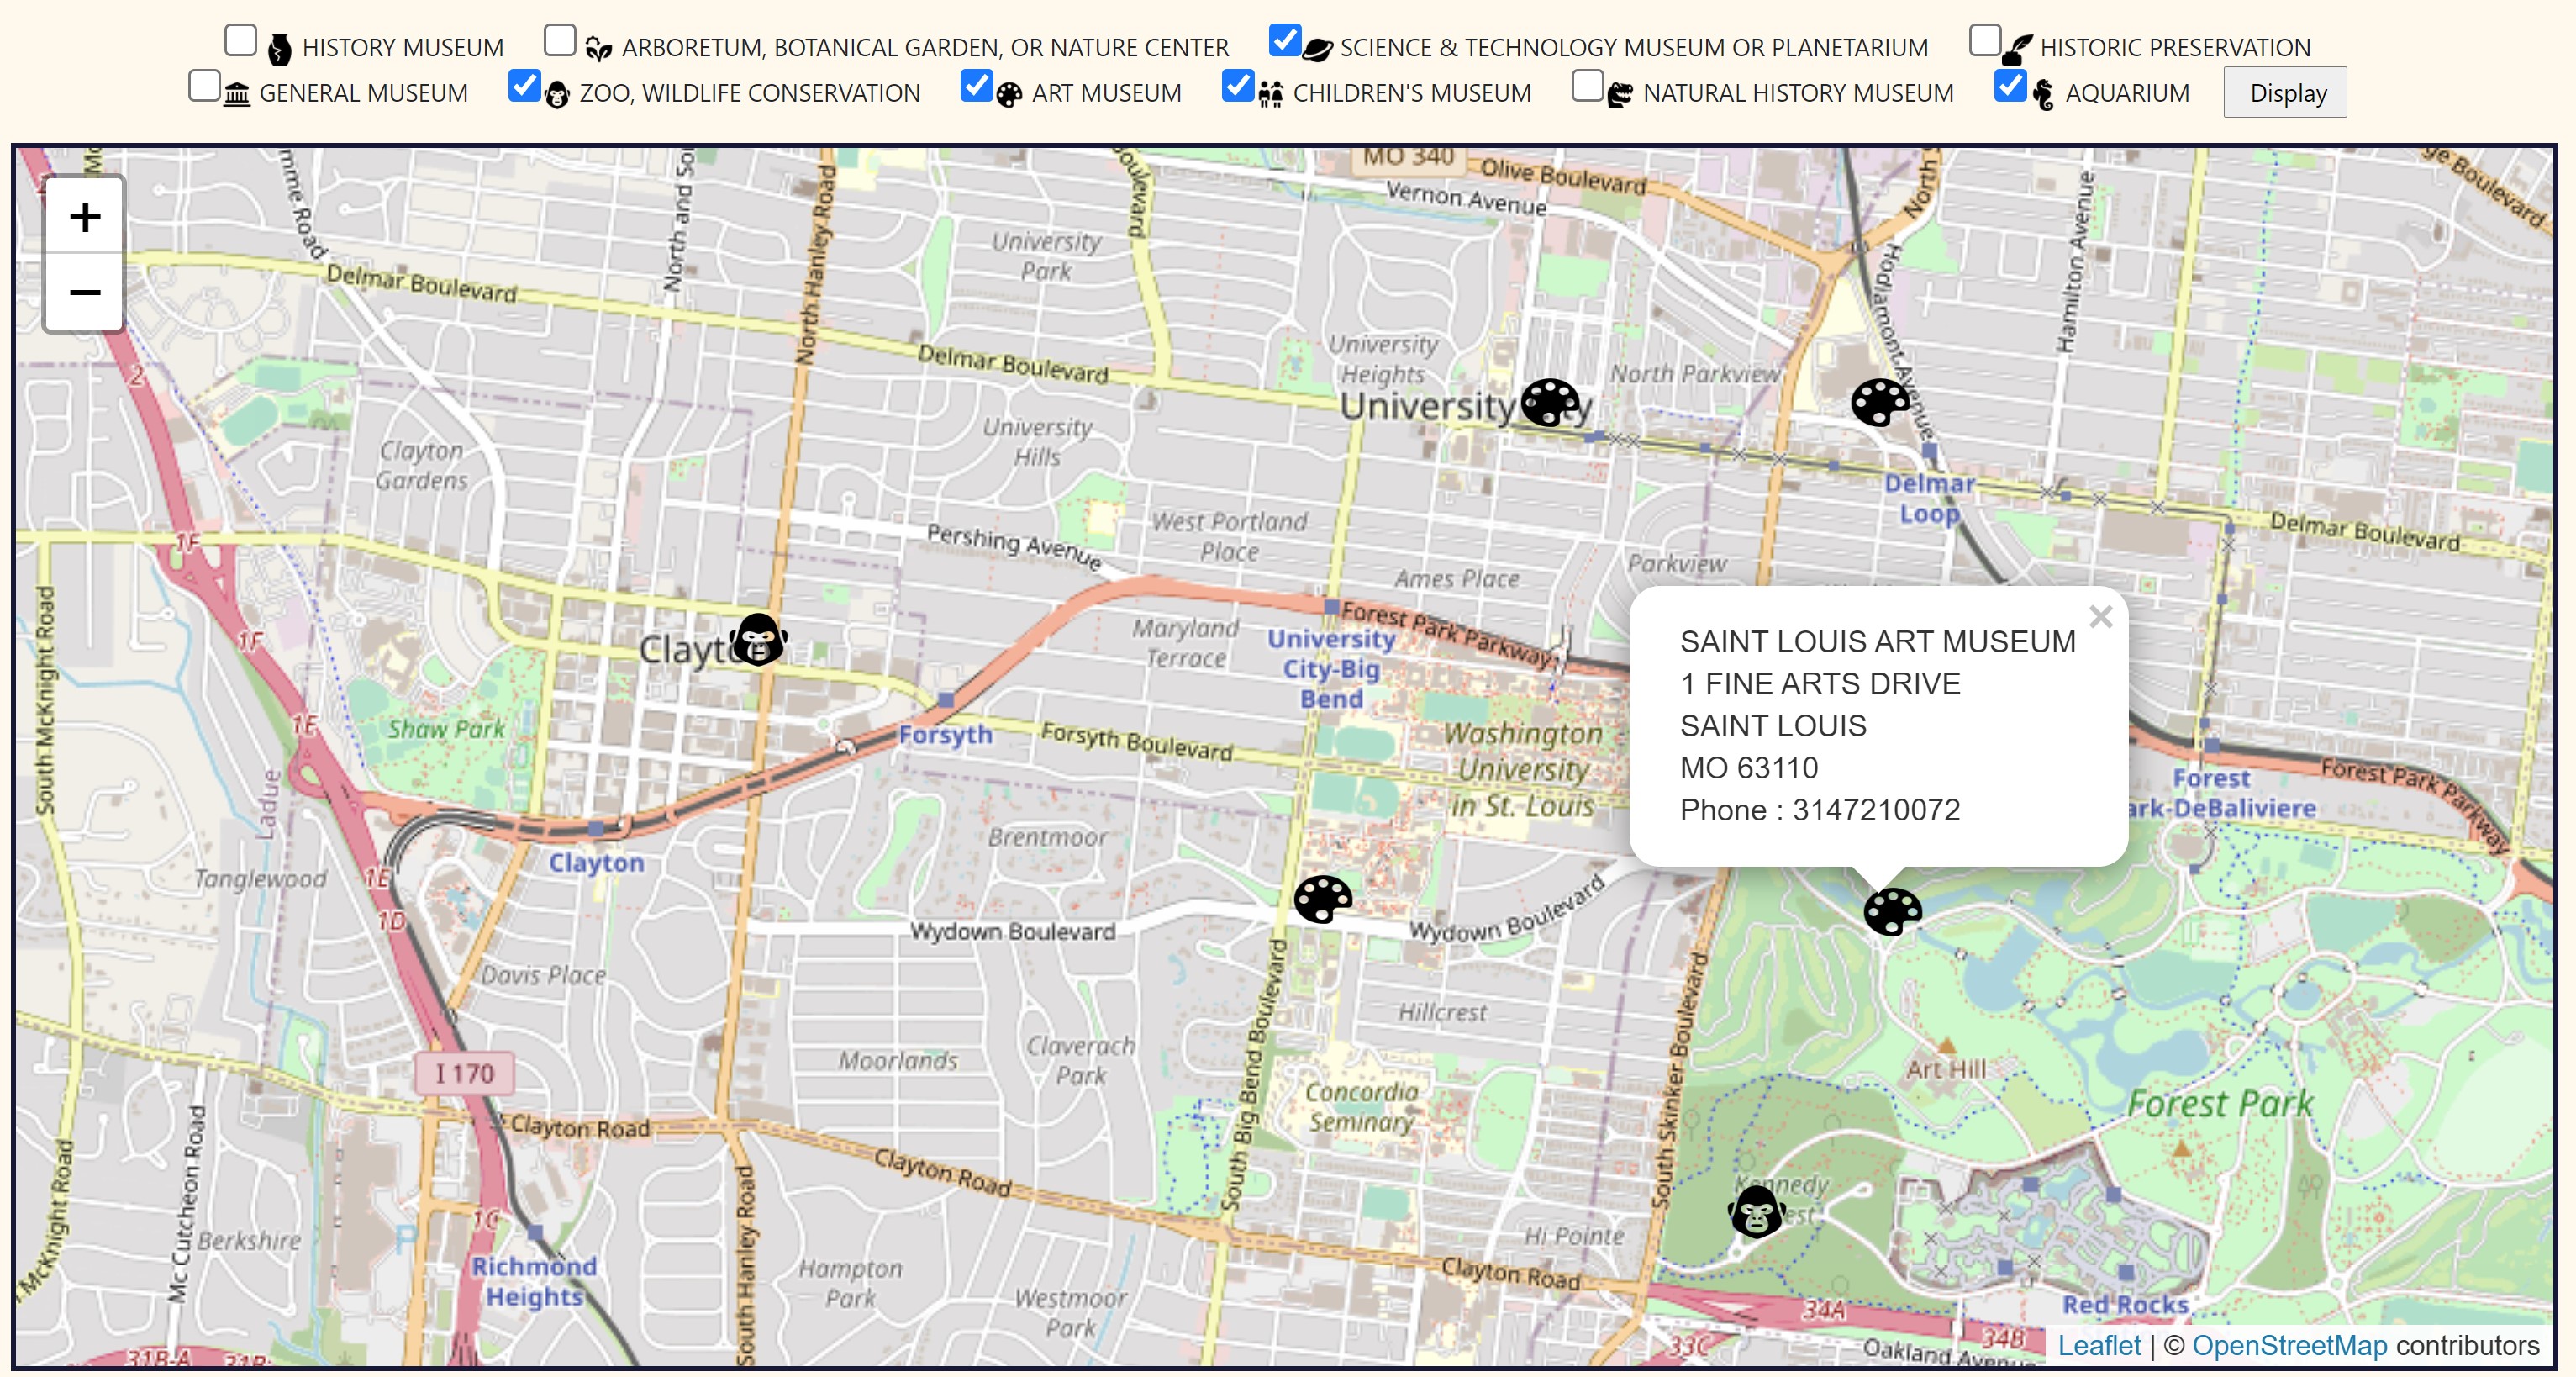 HISTORY MUSEUM
ARBORETUM, BOTANICAL GARDEN, OR NATURE CENTER
SCIENCE & TECHNOLOGY MUSEUM OR PLANETARIUM
HISTORIC PRESERVATION
GENERAL MUSEUM
ZOO, WILDLIFE CONSERVATION
ART MUSEUM
CHILDREN'S MUSEUM
NATURAL HISTORY MUSEUM
AQUARIUM
Display
+
−
MO 340
Olive Boulevard
Vernon Avenue
North
North Hanley Road
University
Park
Delmar Boulevard
Hodiamont Avenue
Hamilton Avenue
Delmar Boulevard
University
Heights
North Parkview
2
University
Clayton
Gardens
University
Hills
Delmar
Loop
Delmar Boulevard
Pershing Avenue
West Portland
Place
Ames Place
Parkview
1F
1F
South McKnight Road
Maryland
Terrace
University
City-Big
Bend
Forest Park Parkway
Shaw Park
Forsyth
Forsyth Boulevard
Washington
University
in St. Louis
SAINT LOUIS ART MUSEUM
1 FINE ARTS DRIVE
SAINT LOUIS
MO 63110
Phone : 3147210072
×
Forest
Forest Park Parkway
1E
Ladue
Brentmoor
Clayton
Tanglewood
1E
1D
Wydown Boulevard
Wydown Boulevard
Davis Place
Hillcrest
Moorlands
Claverach
Park
South Big Bend Boulevard
South Skinker Boulevard
Art Hill
Forest Park
I 170
Concordia
Seminary
Clayton Road
Clayton Road
Mc Cutcheon Road
South Hanley Road
Kennedy
Berkshire
P
1C
Richmond
Heights
Hampton
Park
Westmoor
Park
Hi Pointe
Clayton Road
Red Rocks
34A
34B
33C
31B-A
Oakland Avenue
Leaflet | © OpenStreetMap contributors